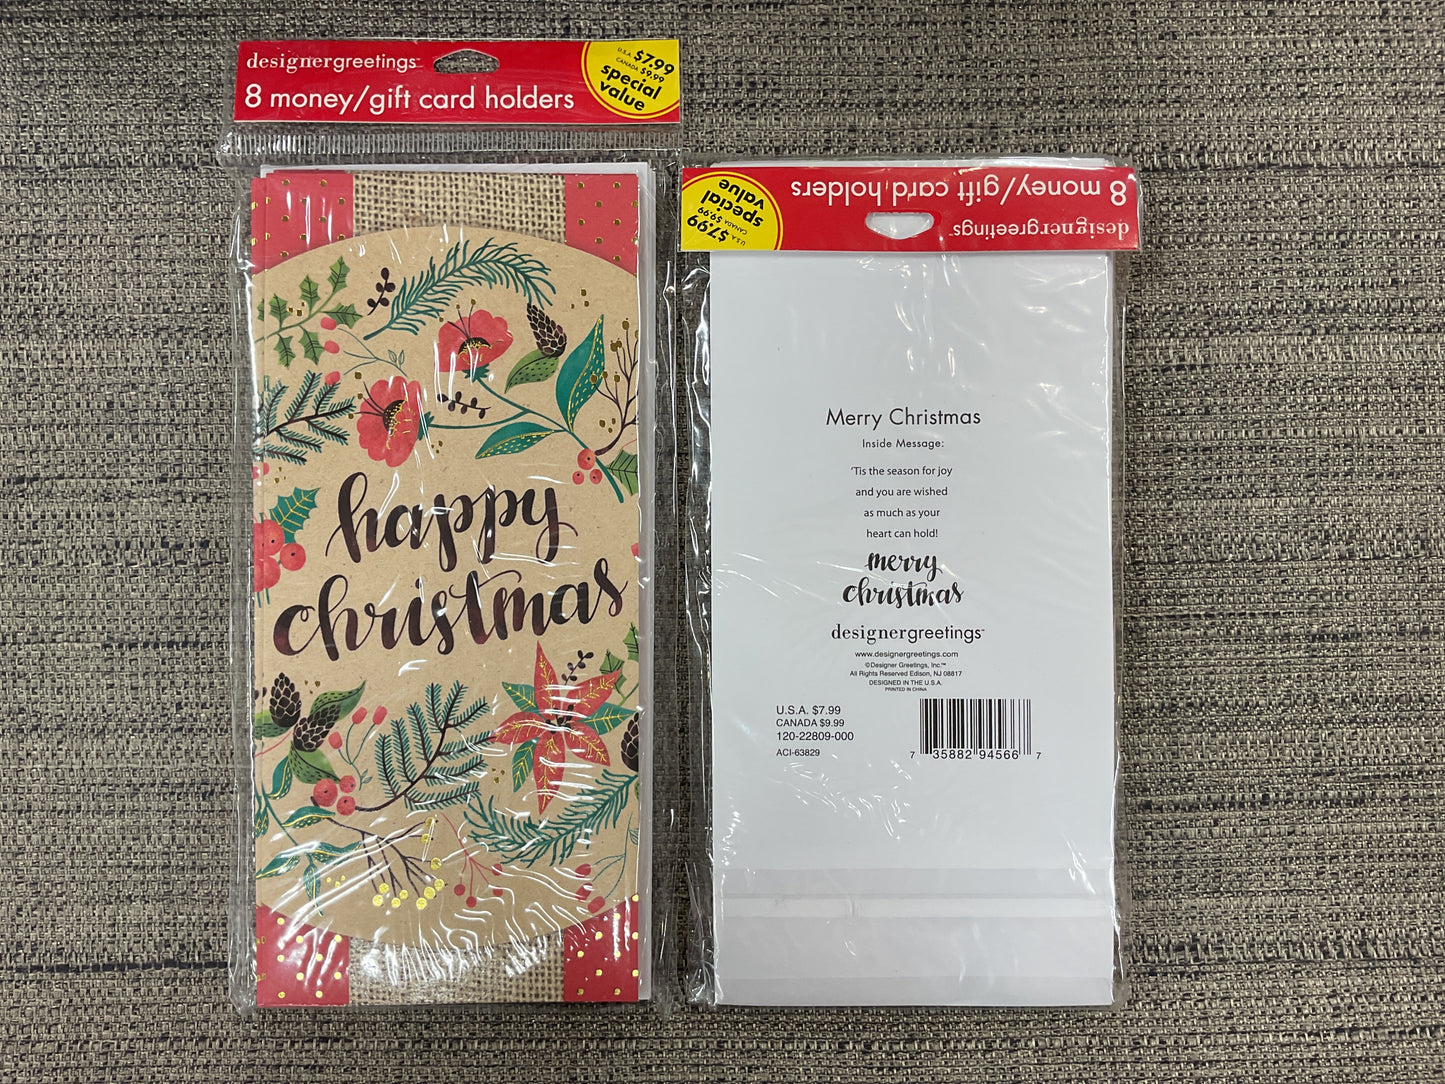 designergreetings™
8 money/gift card holders
U.S.A. $7.99
CANADA $9.99
special
value
happy
christmas
8 money/gift card holders
designergreetings™
U.S.A. $7.99
CANADA $9.99
special
value
Merry Christmas
Inside Message:
'Tis the season for joy
and you are wished
as much as your
heart can hold!
merry
christmas
designergreetings™
www.designergreetings.com
©Designer Greetings, Inc.™
All Rights Reserved Edison, NJ 08817
DESIGNED IN THE U.S.A.
PRINTED IN CHINA
U.S.A. $7.99
CANADA $9.99
120-22809-000
ACI-63829
7 35882 94566 7